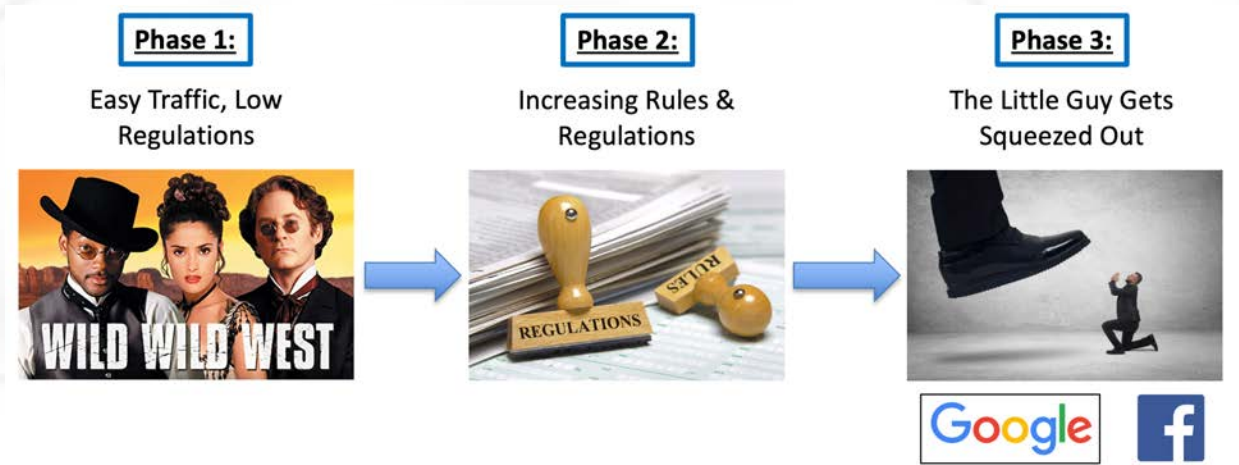 Phase 1:
Easy Traffic, Low
Regulations
WILD WILD WEST
Phase 2:
Increasing Rules &
Regulations
REGULATIONS
RULES
Phase 3:
The Little Guy Gets
Squeezed Out
Google
f